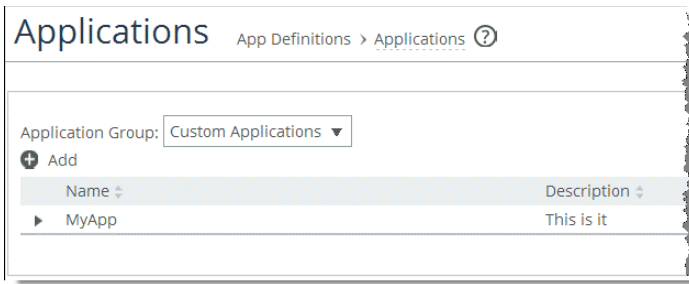 Applications App Definitions > Applications ?
Application Group: Custom Applications ▼
Add
Name Description
MyApp This is it